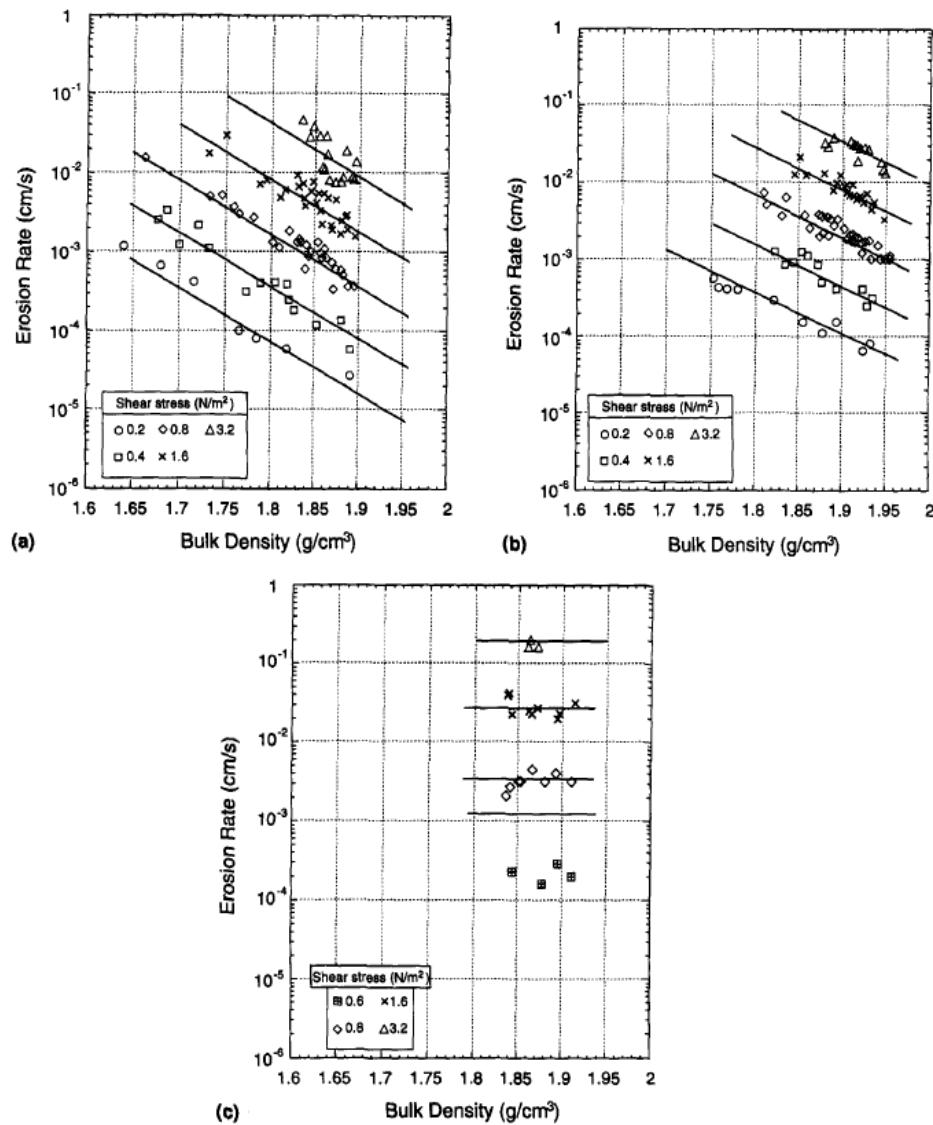 1
10⁻¹
10⁻²
10⁻³
10⁻⁴
10⁻⁵
10⁻⁶
Erosion Rate (cm/s)
Shear stress (N/m²)
0.2 0.8 3.2
0.4 1.6
1.6 1.65 1.7 1.75 1.8 1.85 1.9 1.95 2
(a) Bulk Density (g/cm³)
1
10⁻¹
10⁻²
10⁻³
10⁻⁴
10⁻⁵
10⁻⁶
Erosion Rate (cm/s)
Shear stress (N/m²)
0.2 0.8 3.2
0.4 1.6
1.6 1.65 1.7 1.75 1.8 1.85 1.9 1.95 2
(b) Bulk Density (g/cm³)
1
10⁻¹
10⁻²
10⁻³
10⁻⁴
10⁻⁵
10⁻⁶
Erosion Rate (cm/s)
Shear stress (N/m²)
0.6 1.6
0.8 3.2
1.6 1.65 1.7 1.75 1.8 1.85 1.9 1.95 2
(c) Bulk Density (g/cm³)